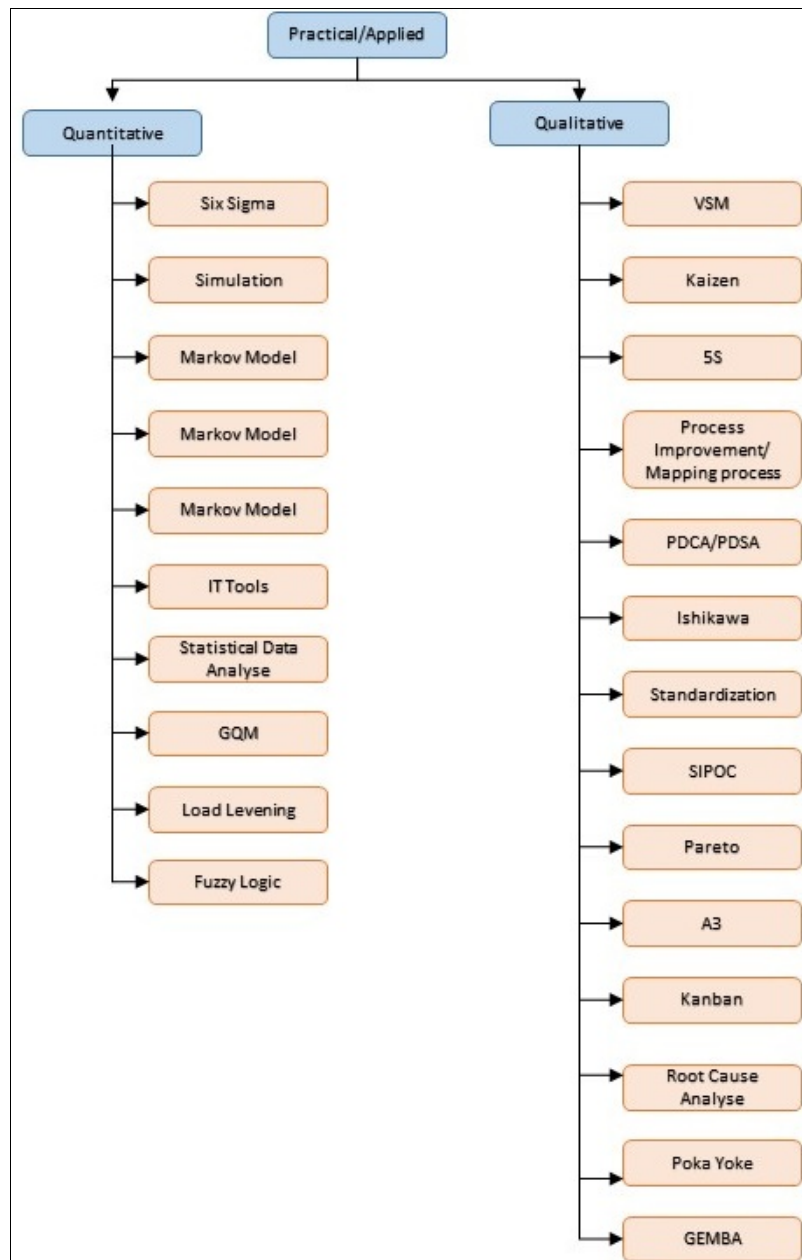 Practical/Applied
Quantitative
Six Sigma
Simulation
Markov Model
Markov Model
Markov Model
IT Tools
Statistical Data
Analyse
GQM
Load Levening
Fuzzy Logic
Qualitative
VSM
Kaizen
5S
Process
Improvement/
Mapping process
PDCA/PDSA
Ishikawa
Standardization
SIPOC
Pareto
A3
Kanban
Root Cause
Analyse
Poka Yoke
GEMBA